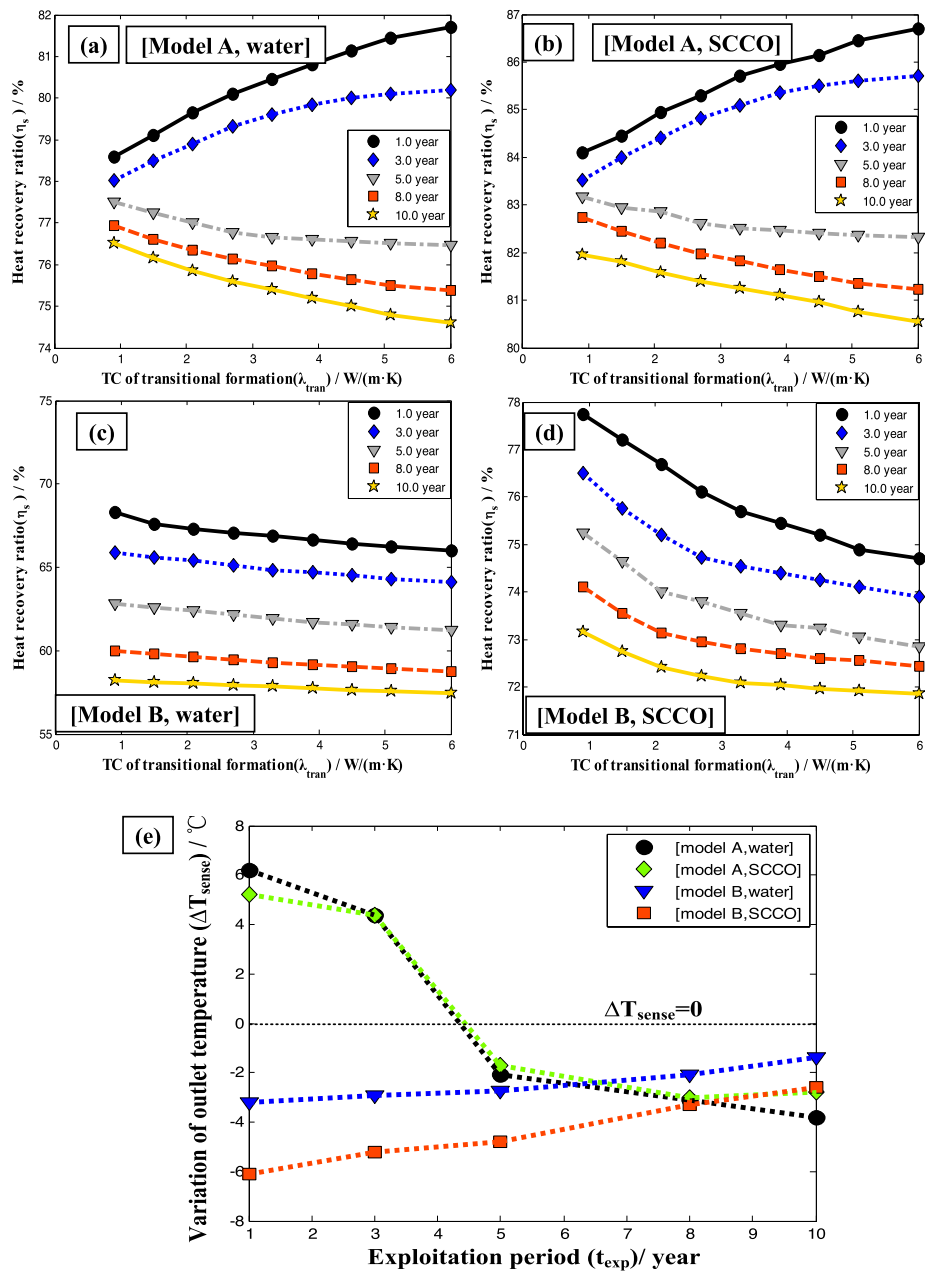 (a) [Model A, water]
Heat recovery ratio(ηs) / %
82
81
80
79
78
77
76
75
74
1.0 year
3.0 year
5.0 year
8.0 year
10.0 year
0 1 2 3 4 5 6
TC of transitional formation(λtran) / W/(m·K)
(b) [Model A, SCCO]
Heat recovery ratio(ηs) / %
87
86
85
84
83
82
81
80
1.0 year
3.0 year
5.0 year
8.0 year
10.0 year
0 1 2 3 4 5 6
TC of transitional formation(λtran) / W/(m·K)
(c)
Heat recovery ratio(ηs) / %
75
70
65
60
55
1.0 year
3.0 year
5.0 year
8.0 year
10.0 year
[Model B, water]
0 1 2 3 4 5 6
TC of transitional formation(λtran) / W/(m·K)
(d)
Heat recovery ratio(ηs) / %
78
77
76
75
74
73
72
71
1.0 year
3.0 year
5.0 year
8.0 year
10.0 year
[Model B, SCCO]
0 1 2 3 4 5 6
TC of transitional formation(λtran) / W/(m·K)
(e)
Variation of outlet temperature (ΔTsense) / ℃
8
6
4
2
0
-2
-4
-6
-8
[model A,water]
[model A,SCCO]
[model B,water]
[model B,SCCO]
ΔTsense=0
1 2 3 4 5 6 7 8 9 10
Exploitation period (texp)/ year